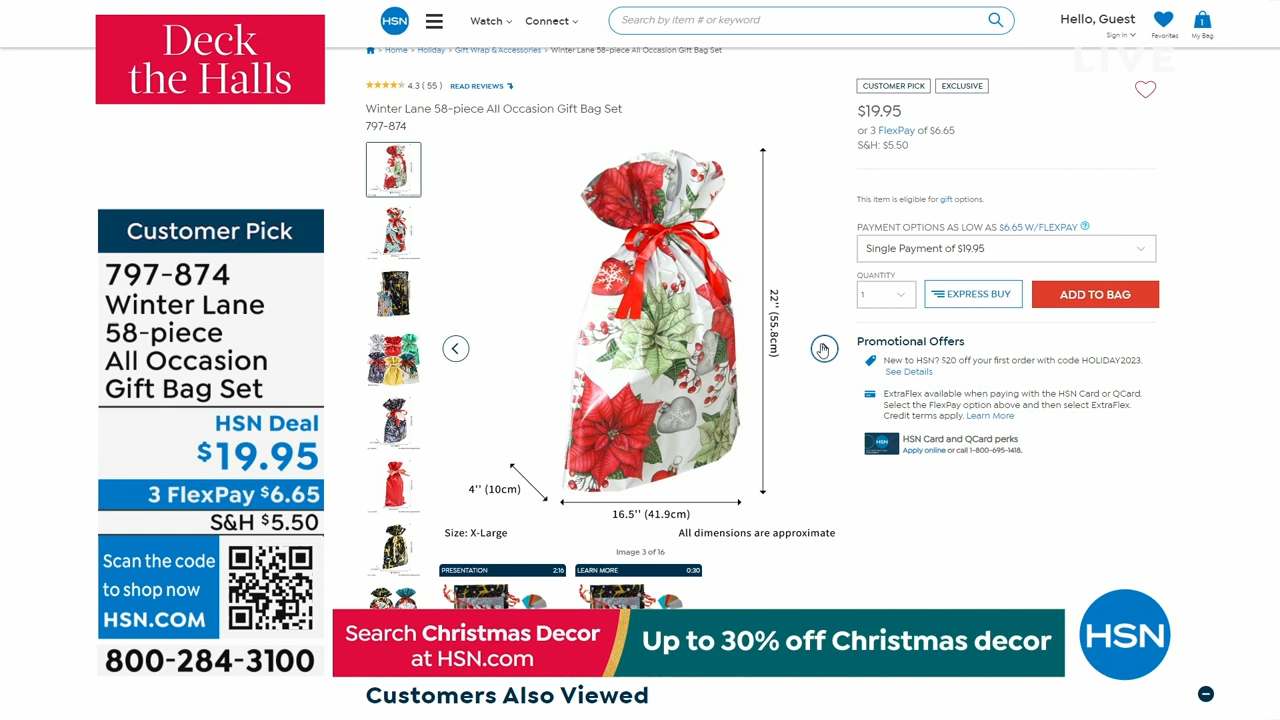 Deck
the Halls
HSN
Watch
Connect
Search by item # or keyword
Hello, Guest
Sign In
Favorites
1
My Bag
LIVE
> Home > Holiday > Gift Wrap & Accessories > Winter Lane 58-piece All Occasion Gift Bag Set
4.3 ( 55 ) READ REVIEWS
Winter Lane 58-piece All Occasion Gift Bag Set
797-874
CUSTOMER PICK
EXCLUSIVE
$19.95
or 3 FlexPay of $6.65
S&H: $5.50
This item is eligible for gift options.
PAYMENT OPTIONS AS LOW AS $6.65 W/FLEXPAY ?
Single Payment of $19.95
QUANTITY
1
EXPRESS BUY
ADD TO BAG
Promotional Offers
New to HSN? $20 off your first order with code HOLIDAY2023.
See Details
ExtraFlex available when paying with the HSN Card or QCard.
Select the FlexPay option above and then select ExtraFlex.
Credit terms apply. Learn More
HSN
HSN Card and QCard perks
Apply online or call 1-800-695-1418.
Customer Pick
797-874
Winter Lane
58-piece
All Occasion
Gift Bag Set
HSN Deal
$19.95
3 FlexPay $6.65
S&H $5.50
Scan the code
to shop now
HSN.COM
800-284-3100
22'' (55.8cm)
4'' (10cm)
16.5'' (41.9cm)
Size: X-Large
All dimensions are approximate
Image 3 of 16
PRESENTATION 2:16
LEARN MORE 0:30
Search Christmas Decor
at HSN.com
Up to 30% off Christmas decor
HSN
Customers Also Viewed